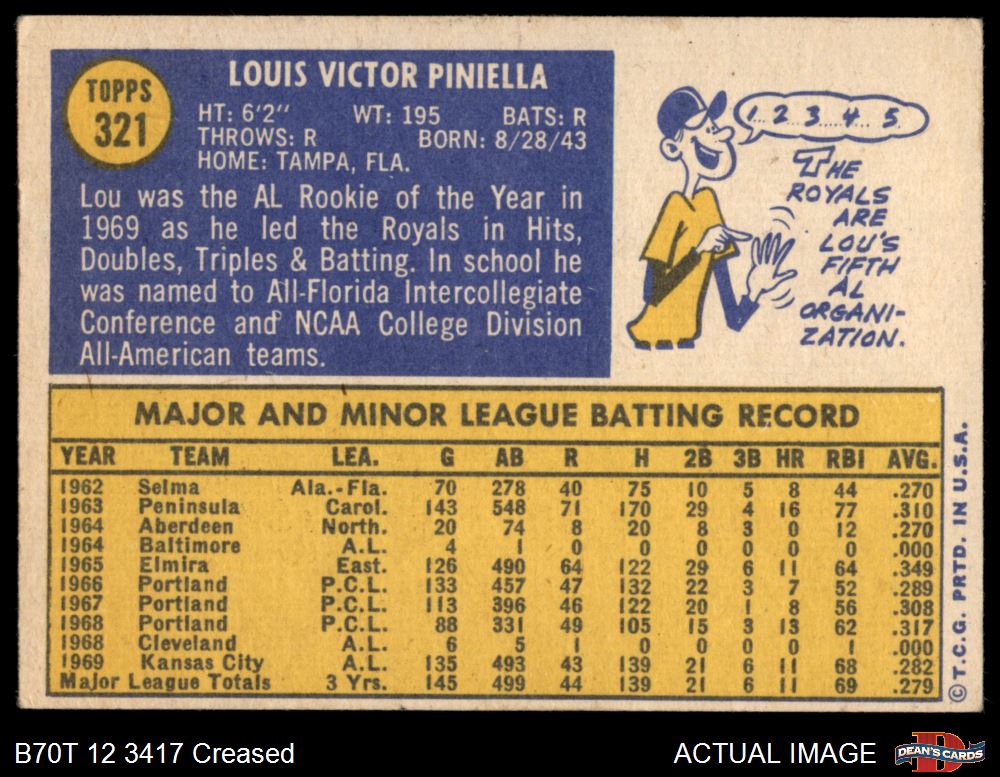 TOPPS
321
LOUIS VICTOR PINIELLA
HT: 6'2" WT: 195 BATS: R
THROWS: R BORN: 8/28/43
HOME: TAMPA, FLA.
Lou was the AL Rookie of the Year in
1969 as he led the Royals in Hits,
Doubles, Triples & Batting. In school he
was named to All-Florida Intercollegiate
Conference and NCAA College Division
All-American teams.
1..2..3...4..5.
THE
ROYALS
ARE
LOU'S
FIFTH
AL
ORGANI-
ZATION.
MAJOR AND MINOR LEAGUE BATTING RECORD
YEAR TEAM LEA. G AB R H 2B 3B HR RBI AVG.
1962 Selma Ala.-Fla. 70 278 40 75 10 5 8 44 .270
1963 Peninsula Carol. 143 548 71 170 29 4 16 77 .310
1964 Aberdeen North. 20 74 8 20 8 3 0 12 .270
1964 Baltimore A.L. 4 1 0 0 0 0 0 0 .000
1965 Elmira East. 126 490 64 122 29 6 11 64 .349
1966 Portland P.C.L. 133 457 47 132 22 3 7 52 .289
1967 Portland P.C.L. 113 396 46 122 20 1 8 56 .308
1968 Portland P.C.L. 88 331 49 105 15 3 13 62 .317
1968 Cleveland A.L. 6 5 1 0 0 0 0 1 .000
1969 Kansas City A.L. 135 493 43 139 21 6 11 68 .282
Major League Totals 3 Yrs. 145 499 44 139 21 6 11 69 .279
© T.C.G. PRTD. IN U.S.A.
B70T 12 3417 Creased
ACTUAL IMAGE
DEAN'S CARDS